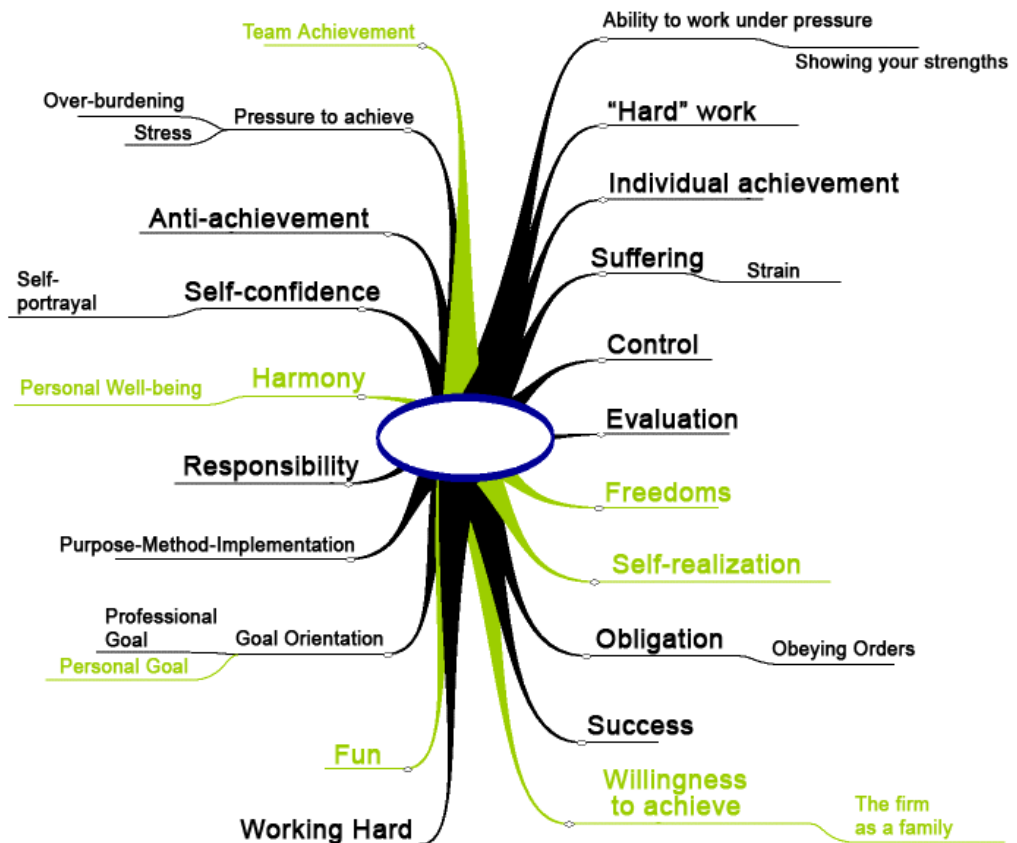 Team Achievement
Over-burdening
Stress
Pressure to achieve
Anti-achievement
Self-
portrayal
Self-confidence
Personal Well-being
Harmony
Responsibility
Purpose-Method-Implementation
Professional
Goal
Personal Goal
Goal Orientation
Fun
Working Hard
Ability to work under pressure
Showing your strengths
“Hard” work
Individual achievement
Suffering
Strain
Control
Evaluation
Freedoms
Self-realization
Obligation
Obeying Orders
Success
Willingness
to achieve
The firm
as a family